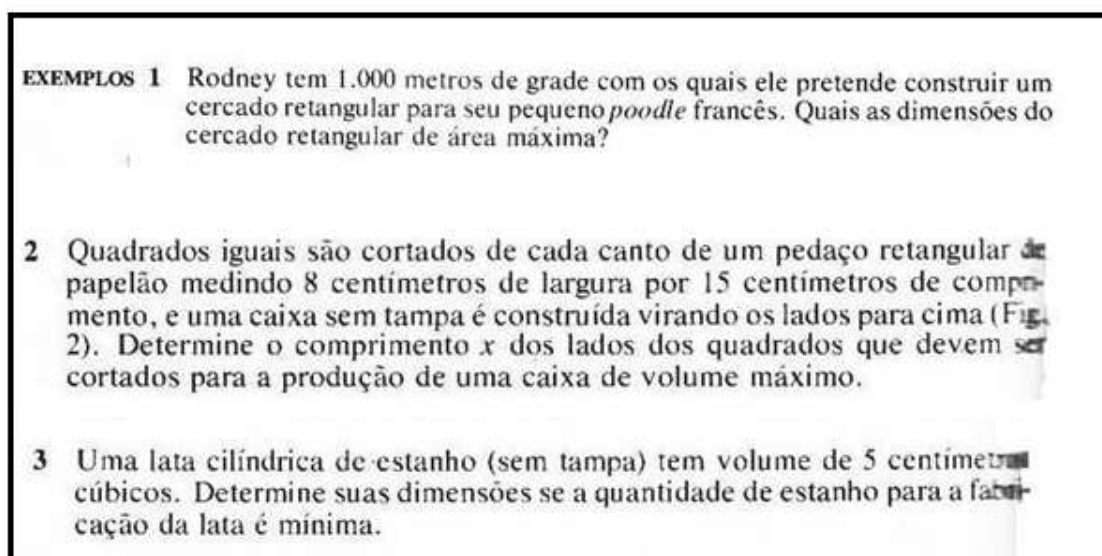 EXEMPLOS 1 Rodney tem 1.000 metros de grade com os quais ele pretende construir um
cercado retangular para seu pequeno poodle francês. Quais as dimensões do
cercado retangular de área máxima?
2 Quadrados iguais são cortados de cada canto de um pedaço retangular de
papelão medindo 8 centímetros de largura por 15 centímetros de compri-
mento, e uma caixa sem tampa é construída virando os lados para cima (Fig.
2). Determine o comprimento x dos lados dos quadrados que devem ser
cortados para a produção de uma caixa de volume máximo.
3 Uma lata cilíndrica de estanho (sem tampa) tem volume de 5 centímetros
cúbicos. Determine suas dimensões se a quantidade de estanho para a fabri-
cação da lata é mínima.